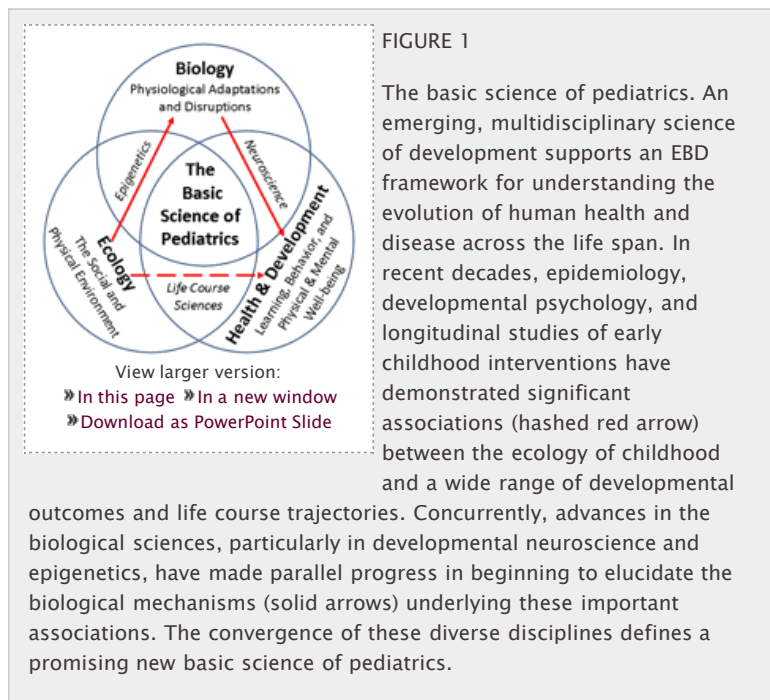 Biology
Physiological Adaptations
and Disruptions
Epigenetics
Neuroscience
The
Basic
Science of
Pediatrics
Ecology
The Social and
Physical Environment
Life Course
Sciences
Health & Development
Learning, Behavior, and
Physical & Mental
Well-being
View larger version:
In this page In a new window
Download as PowerPoint Slide
FIGURE 1
The basic science of pediatrics. An
emerging, multidisciplinary science
of development supports an EBD
framework for understanding the
evolution of human health and
disease across the life span. In
recent decades, epidemiology,
developmental psychology, and
longitudinal studies of early
childhood interventions have
demonstrated significant
associations (hashed red arrow)
between the ecology of childhood
and a wide range of developmental
outcomes and life course trajectories. Concurrently, advances in the
biological sciences, particularly in developmental neuroscience and
epigenetics, have made parallel progress in beginning to elucidate the
biological mechanisms (solid arrows) underlying these important
associations. The convergence of these diverse disciplines defines a
promising new basic science of pediatrics.